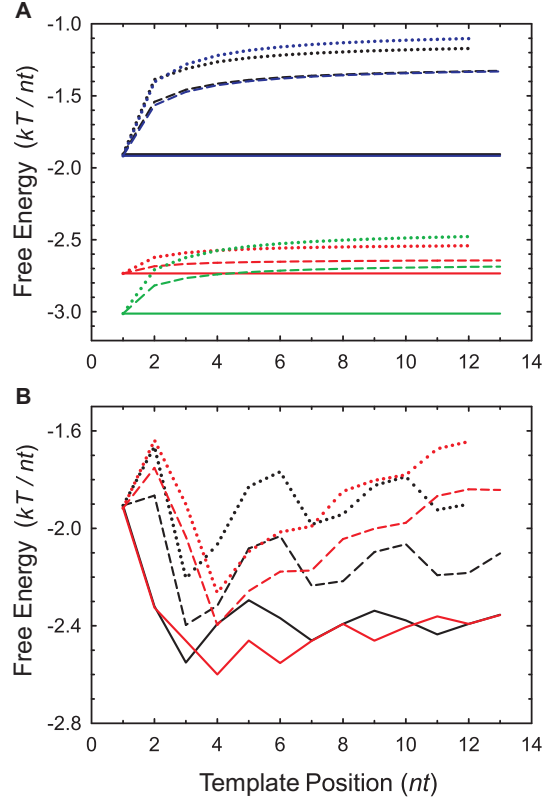 A
Free Energy (kT / nt)
-1.0
-1.5
-2.0
-2.5
-3.0
0 2 4 6 8 10 12 14
B
Free Energy (kT / nt)
-1.6
-2.0
-2.4
-2.8
0 2 4 6 8 10 12 14
Template Position (nt)